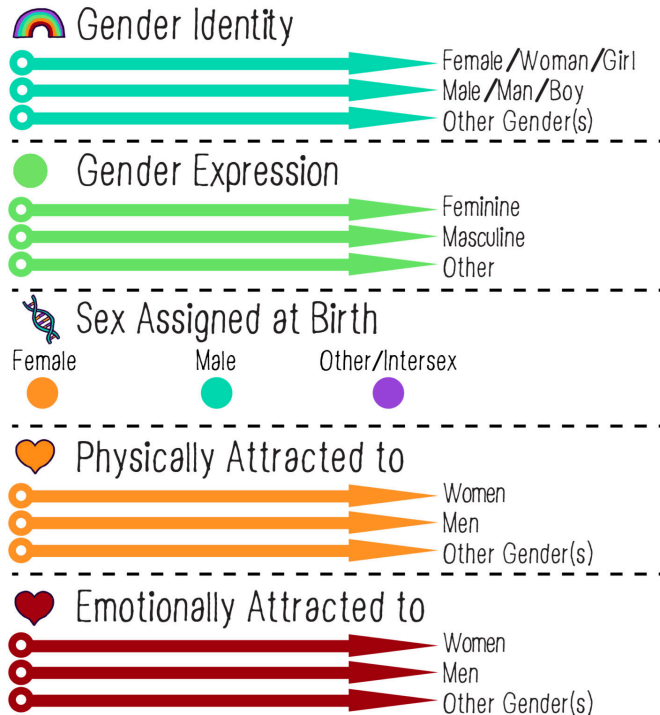 Gender Identity
Female/Woman/Girl
Male/Man/Boy
Other Gender(s)
Gender Expression
Feminine
Masculine
Other
Sex Assigned at Birth
Female Male Other/Intersex
Physically Attracted to
Women
Men
Other Gender(s)
Emotionally Attracted to
Women
Men
Other Gender(s)